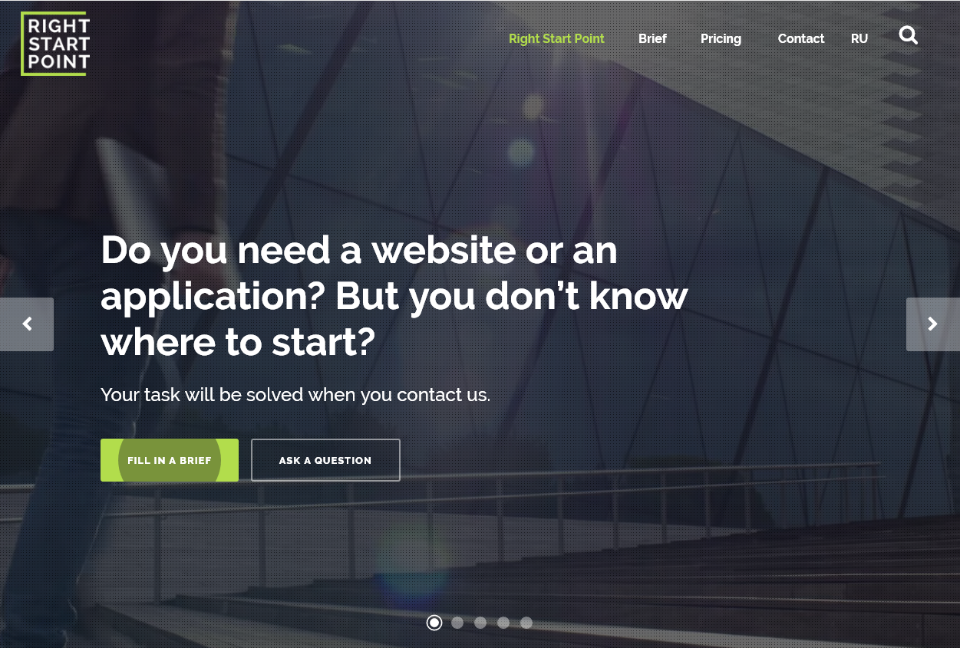 RIGHT
START
POINT
Right Start Point Brief Pricing Contact RU
Do you need a website or an
application? But you don’t know
where to start?
Your task will be solved when you contact us.
FILL IN A BRIEF ASK A QUESTION